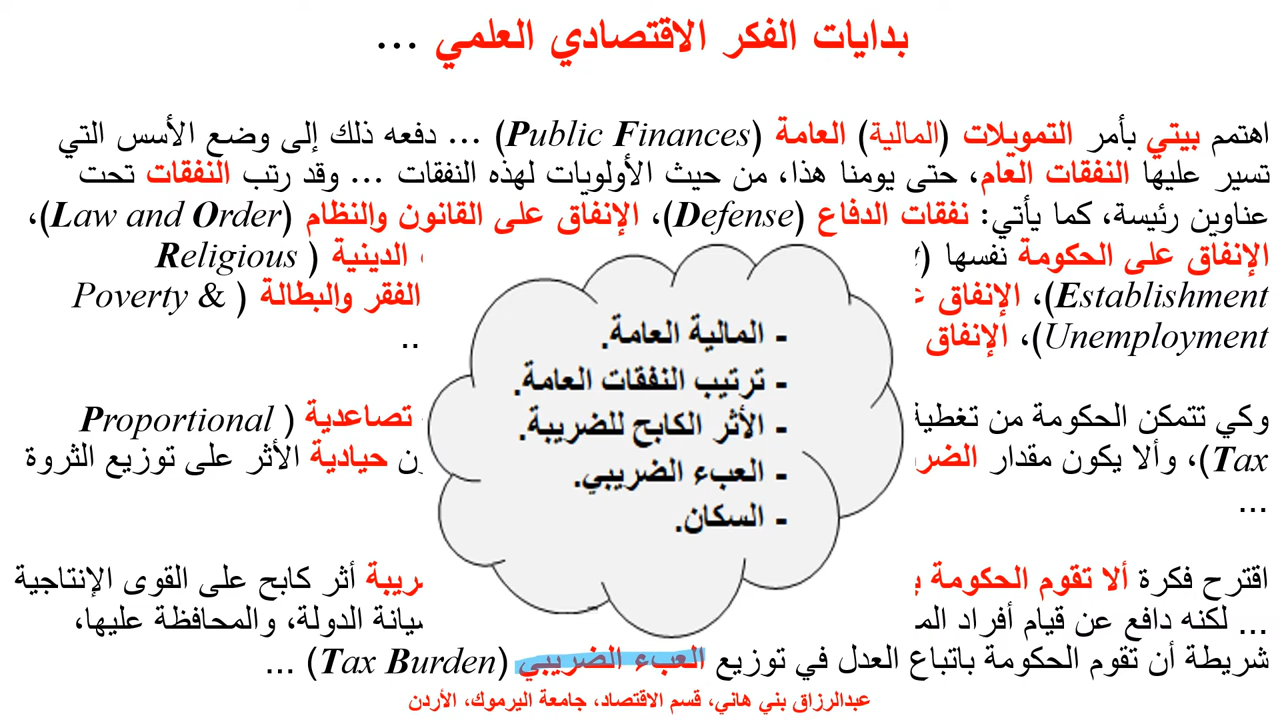 بدايات الفكر الاقتصادي العلمي ...
اهتمم بيتي بأمر التمويلات (المالية) العامة (Public Finances) ... دفعه ذلك إلى وضع الأسس التي
تسير عليها النفقات العام، حتى يومنا هذا، من حيث الأولويات لهذه النفقات ... وقد رتب النفقات تحت
عناوين رئيسة، كما يأتي: نفقات الدفاع (Defense)، الإنفاق على القانون والنظام (Law and Order)،
الإنفاق على الحكومة نفسها ( الدينية (Religious
Establishment)، الإنفاق الفقر والبطالة (Poverty &
Unemployment)، الإنفاق ..
- المالية العامة.
- ترتيب النفقات العامة.
- الأثر الكابح للضريبة.
- العبء الضريبي.
- السكان.
وكي تتمكن الحكومة من تغطية تصاعدية (Proportional
Tax)، وألا يكون مقدار حيادية الأثر على توزيع الثروة
...
اقترح فكرة ألا تقوم الحكومة أثر كابح على القوى الإنتاجية
... لكنه دافع عن قيام أفراد الدولة، والمحافظة عليها،
شريطة أن تقوم الحكومة باتباع العدل في توزيع العبء الضريبي (Tax Burden) ...
عبدالرزاق بني هاني، قسم الاقتصاد، جامعة اليرموك، الأردن